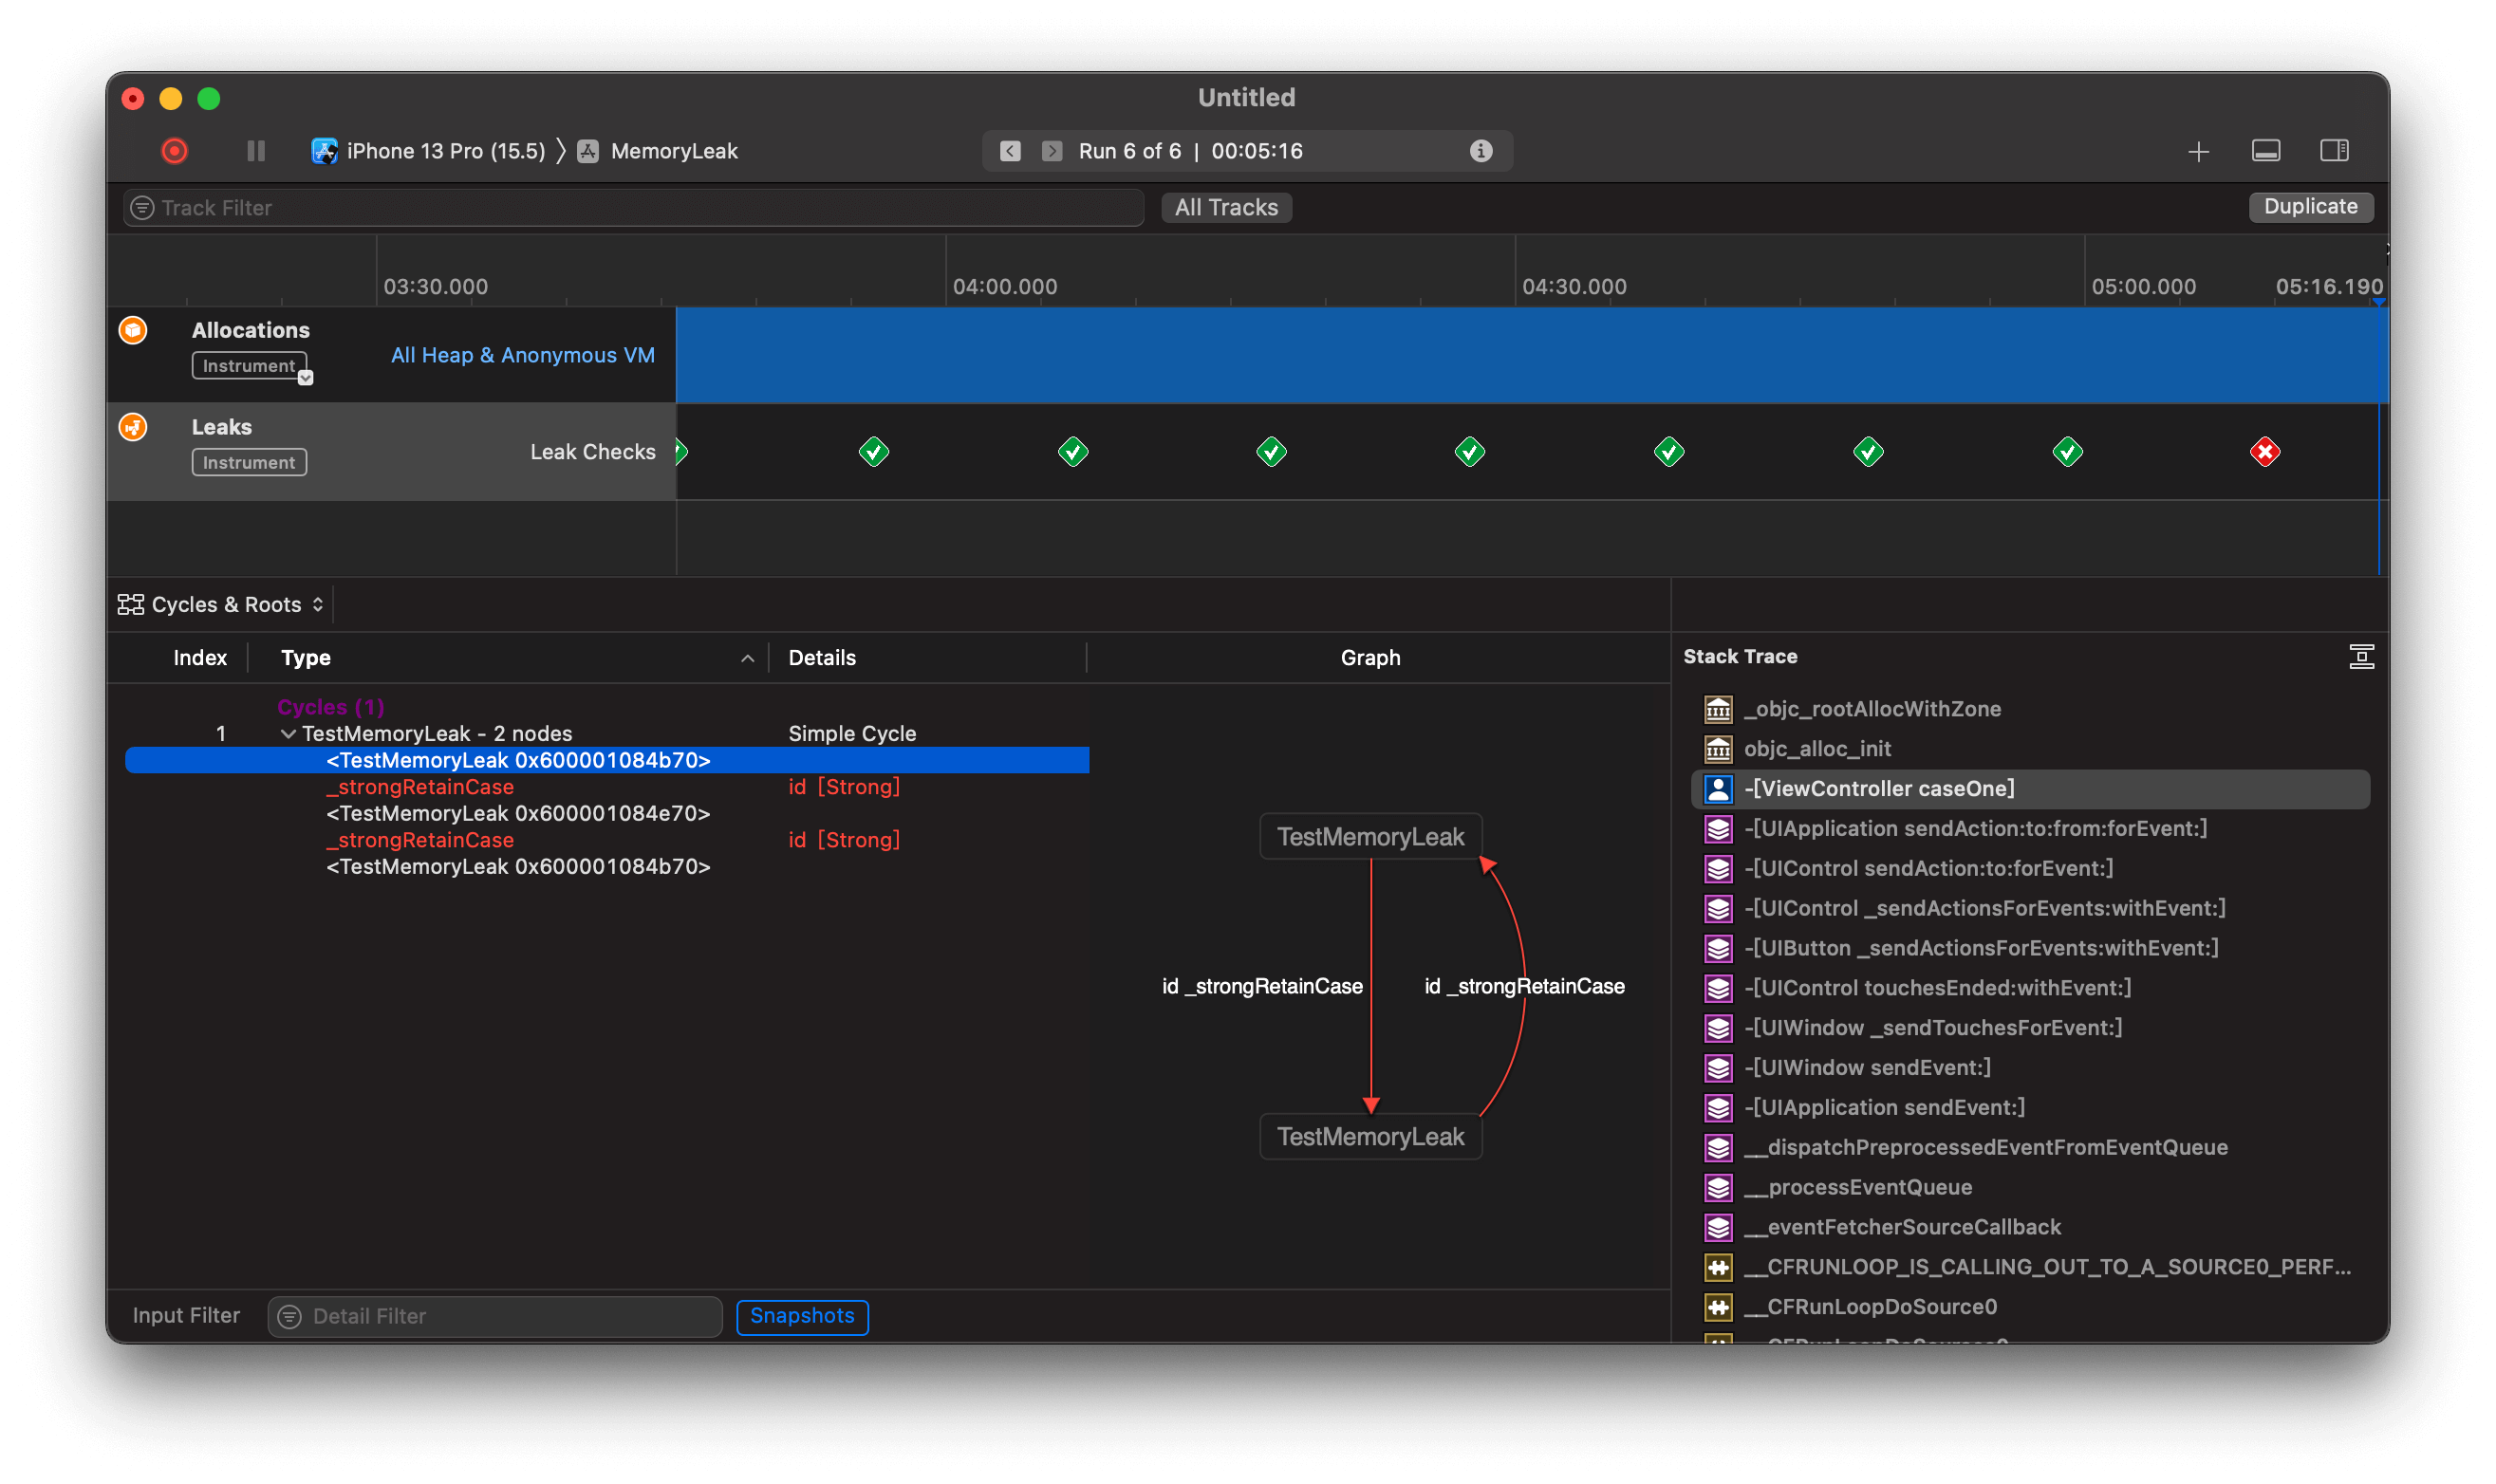 Untitled
iPhone 13 Pro (15.5) 〉 MemoryLeak
Run 6 of 6 | 00:05:16
Track Filter
All Tracks
Duplicate
03:30.000 04:00.000 04:30.000 05:00.000 05:16.190
Allocations
Instrument
All Heap & Anonymous VM
Leaks
Instrument
Leak Checks
Cycles & Roots
Index Type Details Graph
Cycles (1)
1 TestMemoryLeak - 2 nodes Simple Cycle
<TestMemoryLeak 0x600001084b70>
_strongRetainCase id [Strong]
<TestMemoryLeak 0x600001084e70>
_strongRetainCase id [Strong]
<TestMemoryLeak 0x600001084b70>
TestMemoryLeak
id _strongRetainCase id _strongRetainCase
TestMemoryLeak
Stack Trace
_objc_rootAllocWithZone
objc_alloc_init
-[ViewController caseOne]
-[UIApplication sendAction:to:from:forEvent:]
-[UIControl sendAction:to:forEvent:]
-[UIControl _sendActionsForEvents:withEvent:]
-[UIButton _sendActionsForEvents:withEvent:]
-[UIControl touchesEnded:withEvent:]
-[UIWindow _sendTouchesForEvent:]
-[UIWindow sendEvent:]
-[UIApplication sendEvent:]
__dispatchPreprocessedEventFromEventQueue
__processEventQueue
__eventFetcherSourceCallback
__CFRUNLOOP_IS_CALLING_OUT_TO_A_SOURCE0_PERF...
__CFRunLoopDoSource0
Input Filter
Detail Filter
Snapshots